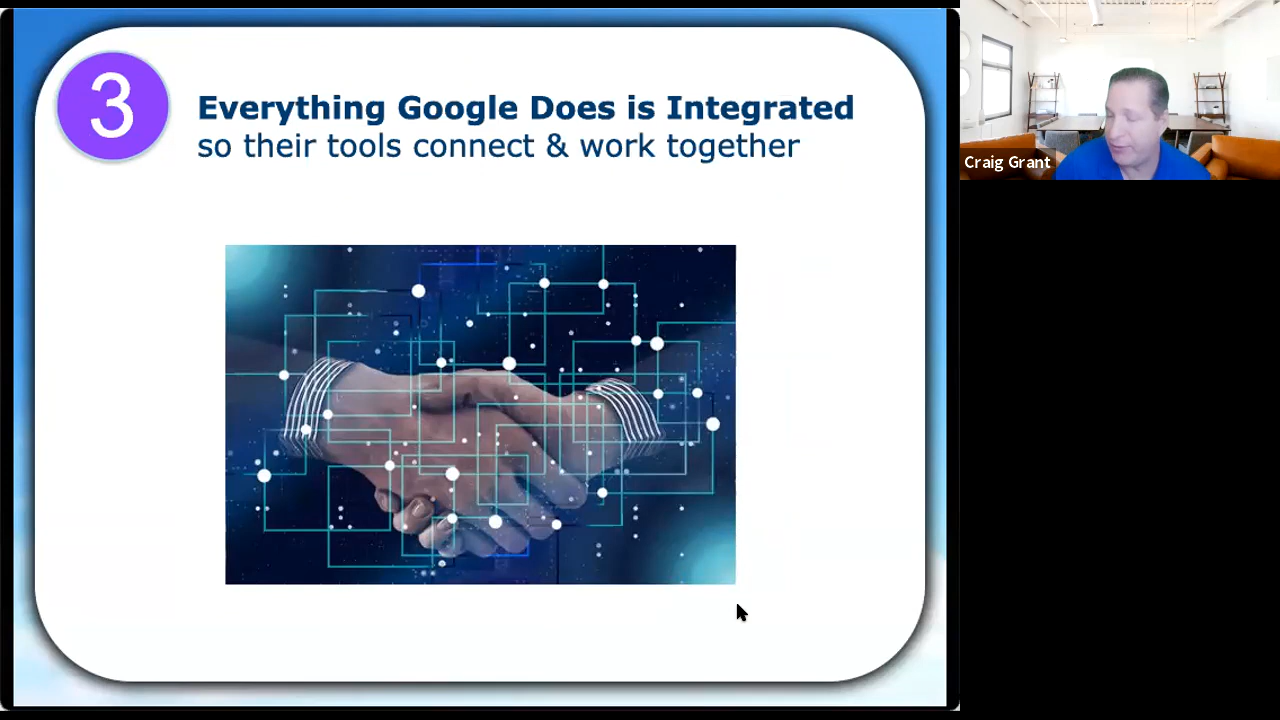 3
Everything Google Does is Integrated
so their tools connect & work together
Craig Grant